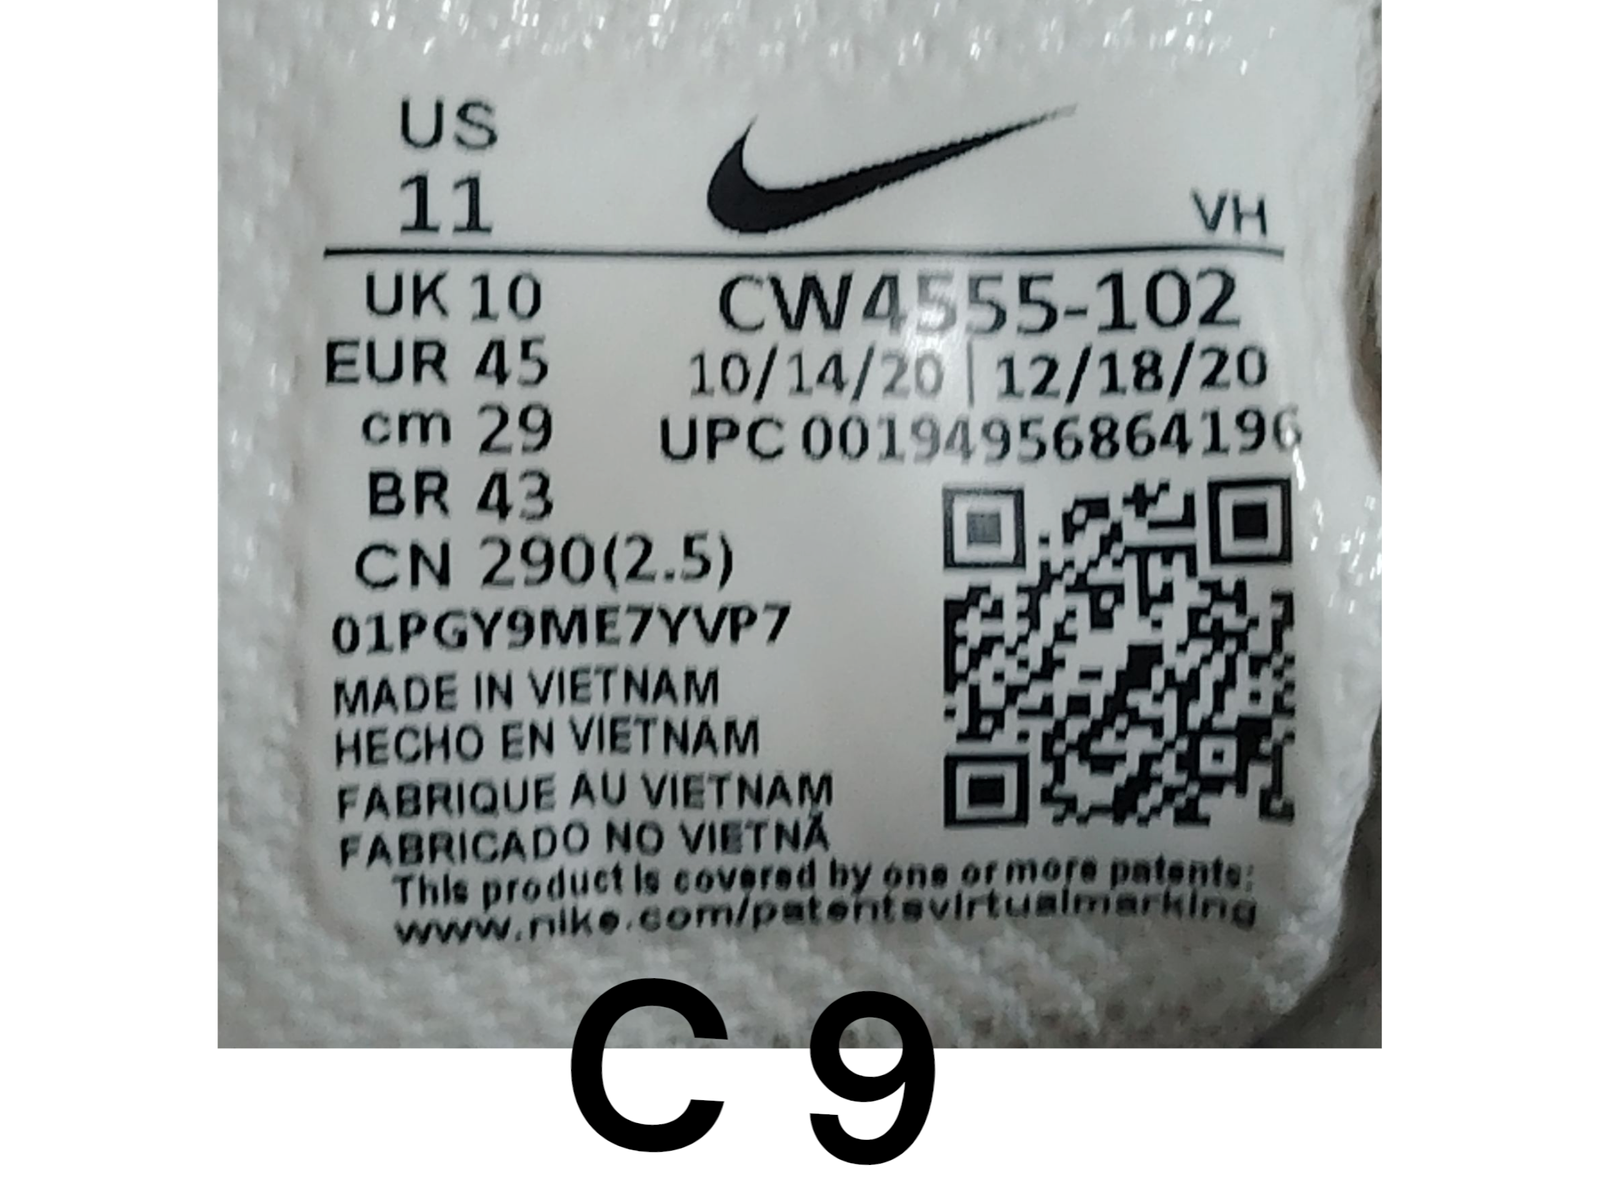 US
11
VH
UK 10
EUR 45
cm 29
BR 43
CN 290(2.5)
CW4555-102
10/14/20 | 12/18/20
UPC 00194956864196
01PGY9ME7YVP7
MADE IN VIETNAM
HECHO EN VIETNAM
FABRIQUE AU VIETNAM
FABRICADO NO VIETNÃ
This product is covered by one or more patents:
www.nike.com/patentsvirtualmarking
C 9